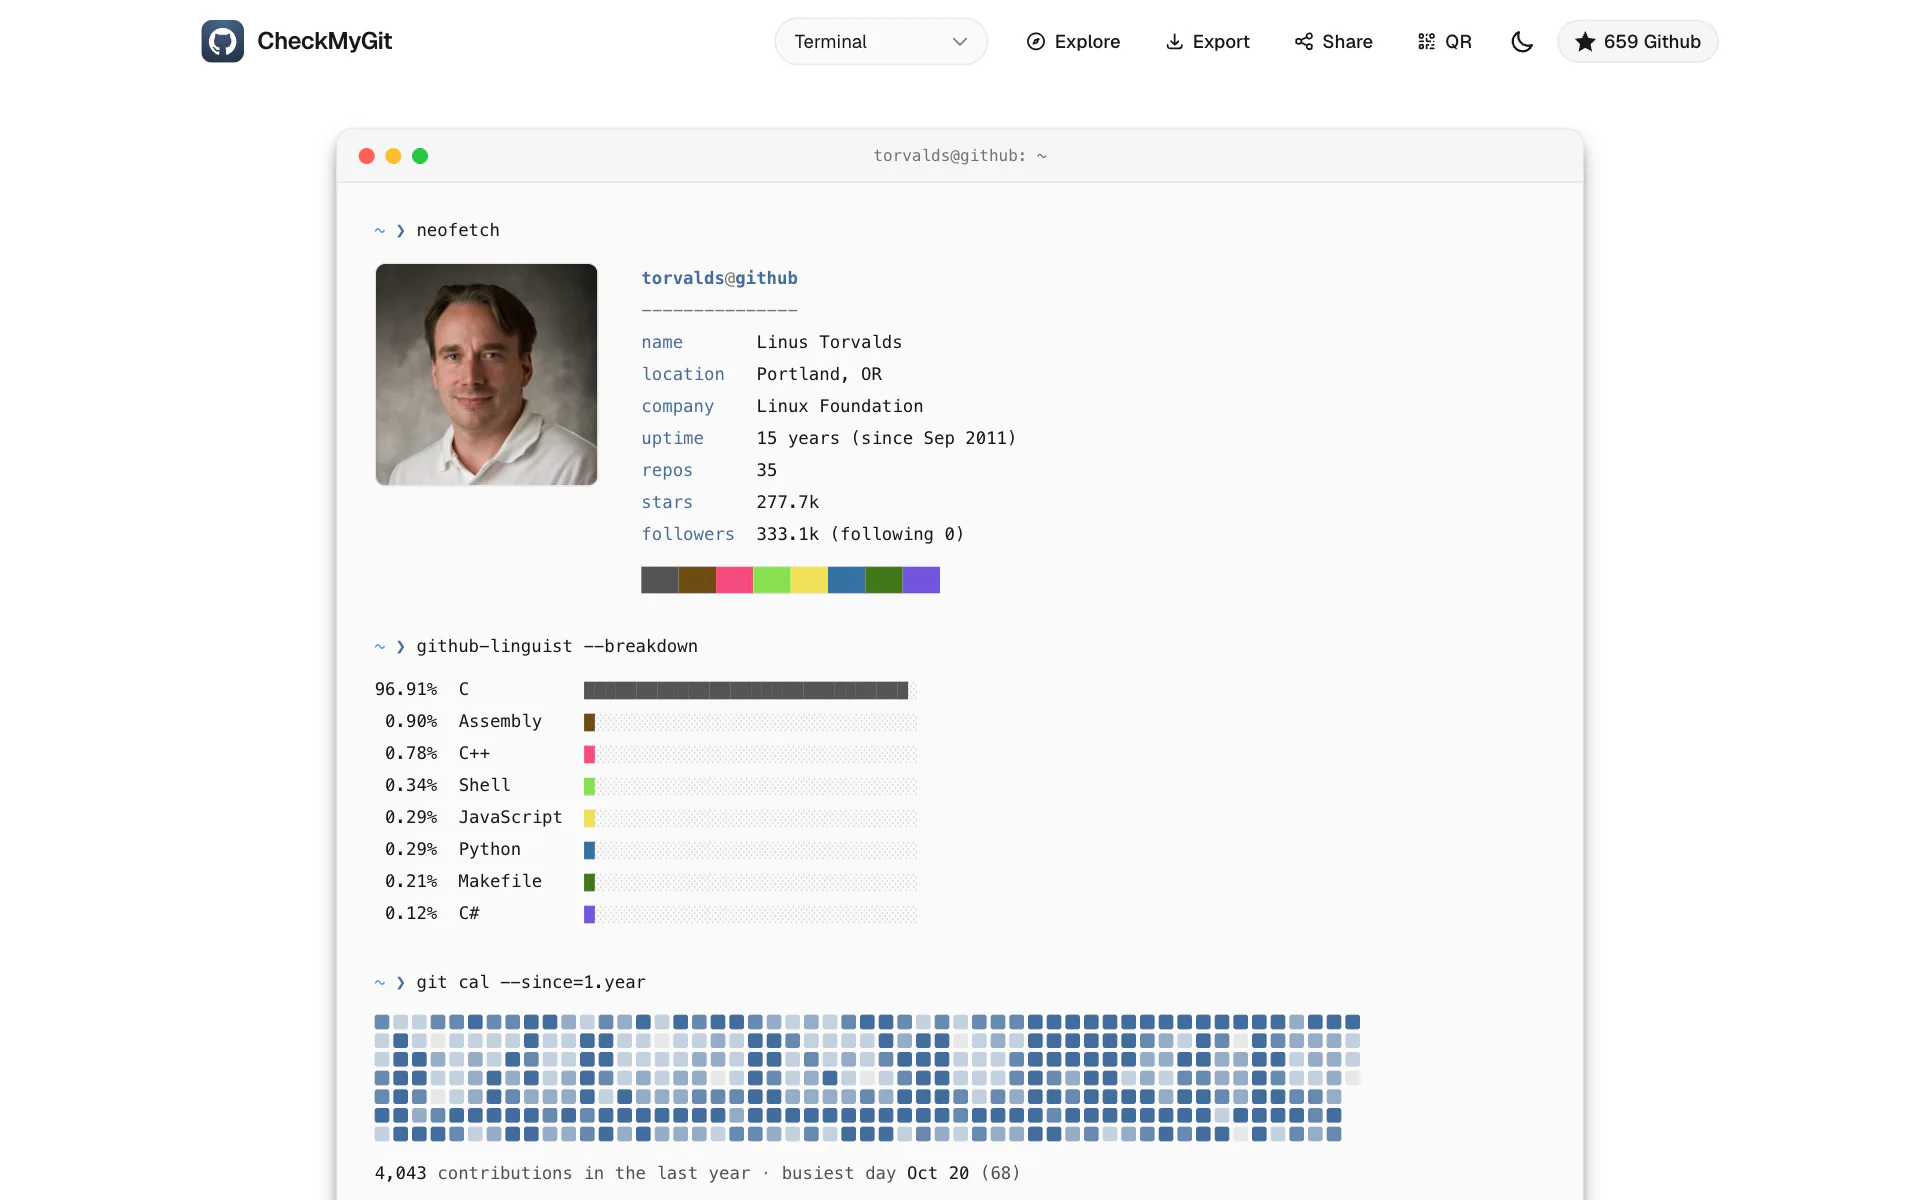 CheckMyGit
Terminal
Explore
Export
Share
QR
659 Github
torvalds@github: ~
~ ❯ neofetch
torvalds@github
---------------
name Linus Torvalds
location Portland, OR
company Linux Foundation
uptime 15 years (since Sep 2011)
repos 35
stars 277.7k
followers 333.1k (following 0)
~ ❯ github-linguist --breakdown
96.91% C
0.90% Assembly
0.78% C++
0.34% Shell
0.29% JavaScript
0.29% Python
0.21% Makefile
0.12% C#
~ ❯ git cal --since=1.year
4,043 contributions in the last year · busiest day Oct 20 (68)